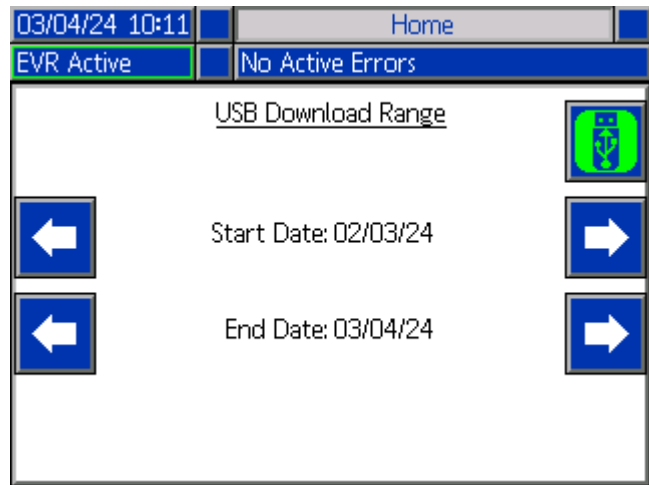 03/04/24 10:11
Home
EVR Active
No Active Errors
USB Download Range
Start Date: 02/03/24
End Date: 03/04/24